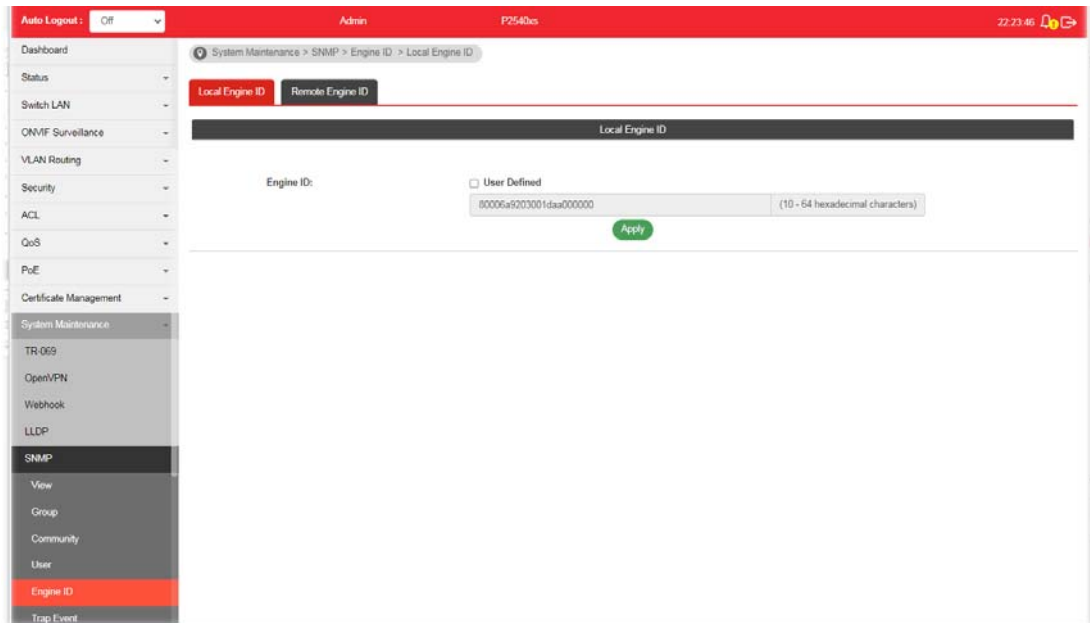 Auto Logout : Off Admin P2540xs 22:23:46
Dashboard
Status
Switch LAN
ONVIF Surveillance
VLAN Routing
Security
ACL
QoS
PoE
Certificate Management
System Maintenance
TR-069
OpenVPN
Webhook
LLDP
SNMP
View
Group
Community
User
Engine ID
Trap Event
System Maintenance > SNMP > Engine ID > Local Engine ID
Local Engine ID Remote Engine ID
Local Engine ID
Engine ID: User Defined
80006a9203001daa000000 (10 - 64 hexadecimal characters)
Apply